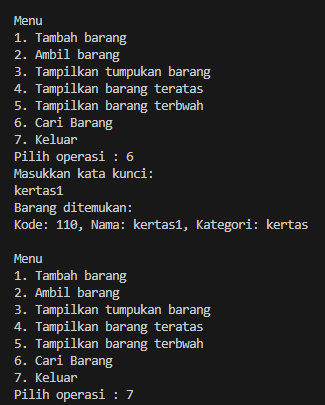 Menu
1. Tambah barang
2. Ambil barang
3. Tampilkan tumpukan barang
4. Tampilkan barang teratas
5. Tampilkan barang terbwah
6. Cari Barang
7. Keluar
Pilih operasi : 6
Masukkan kata kunci:
kertas1
Barang ditemukan:
Kode: 110, Nama: kertas1, Kategori: kertas

Menu
1. Tambah barang
2. Ambil barang
3. Tampilkan tumpukan barang
4. Tampilkan barang teratas
5. Tampilkan barang terbwah
6. Cari Barang
7. Keluar
Pilih operasi : 7